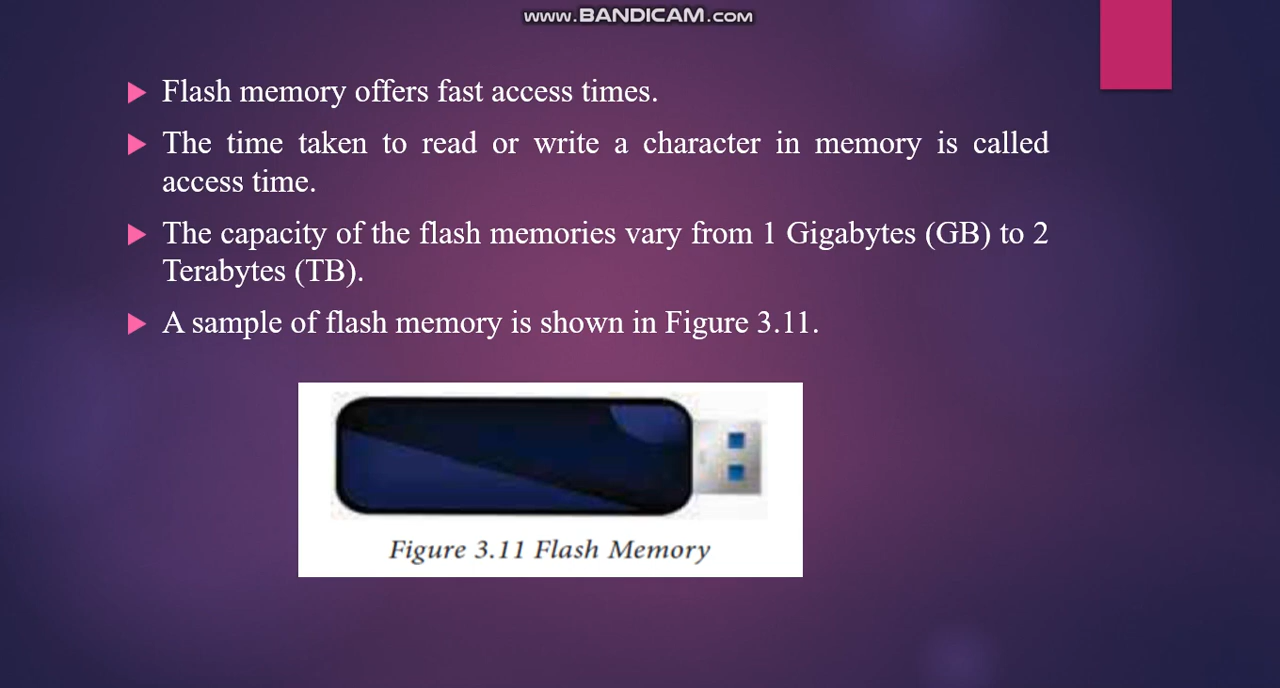 www.BANDICAM.com
Flash memory offers fast access times.
The time taken to read or write a character in memory is called
access time.
The capacity of the flash memories vary from 1 Gigabytes (GB) to 2
Terabytes (TB).
A sample of flash memory is shown in Figure 3.11.
Figure 3.11 Flash Memory